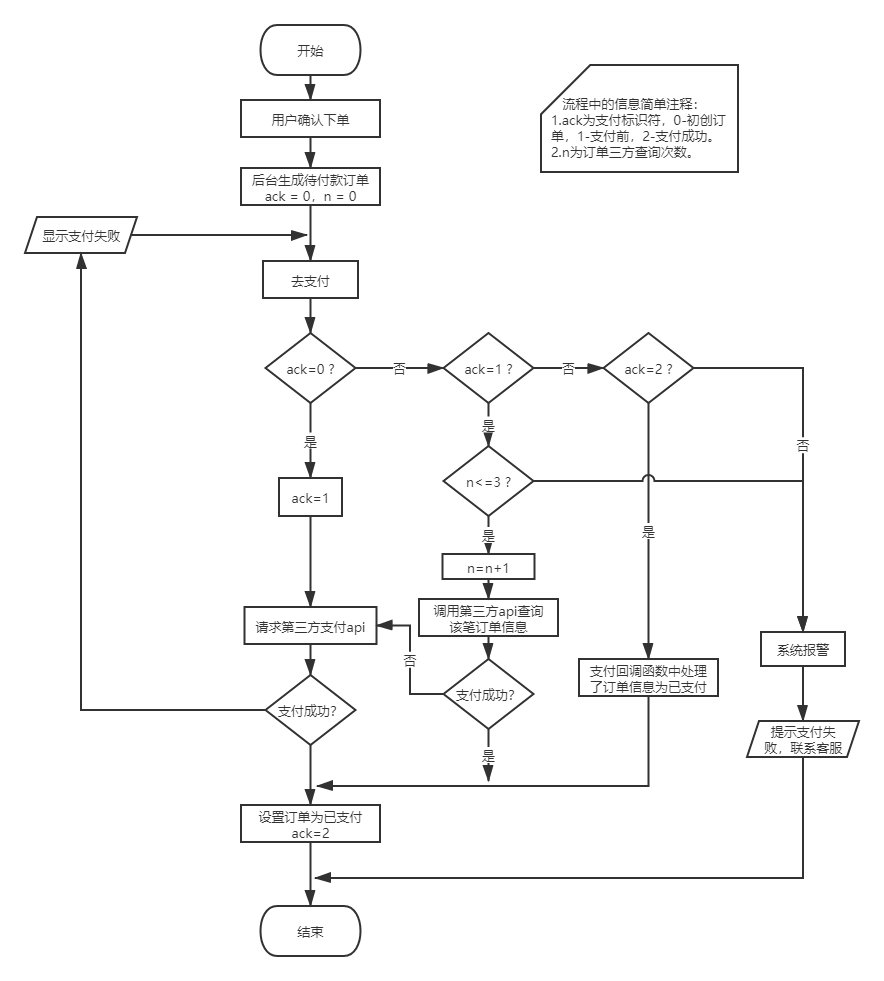 开始
流程中的信息简单注释：
1.ack为支付标识符，0-初创订
单，1-支付前，2-支付成功。
2.n为订单三方查询次数。
用户确认下单
后台生成待付款订单
ack = 0，n = 0
显示支付失败
去支付
ack=0 ?
否
ack=1 ?
否
ack=2 ?
是
是
否
n<=3 ?
ack=1
是
是
n=n+1
调用第三方api查询
该笔订单信息
请求第三方支付api
否
系统报警
支付回调函数中处理
了订单信息为已支付
支付成功?
支付成功?
提示支付失
败，联系客服
是
设置订单为已支付
ack=2
结束